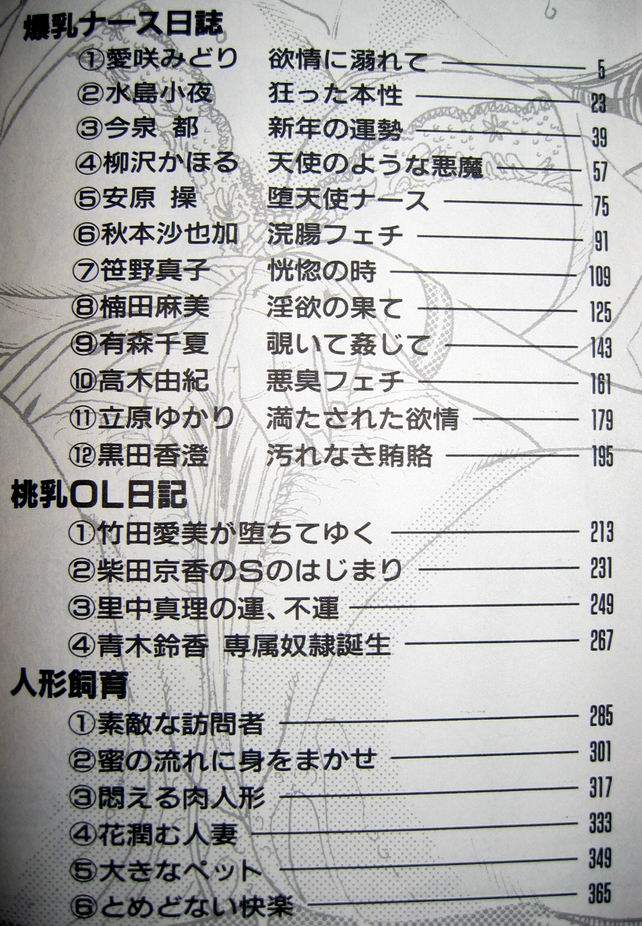 爆乳ナース日誌
①愛咲みどり 欲情に溺れて 5
②水島小夜 狂った本性 23
③今泉 都 新年の運勢 39
④柳沢かほる 天使のような悪魔 57
⑤安原 操 堕天使ナース 75
⑥秋本沙也加 浣腸フェチ 91
⑦笹野真子 恍惚の時 109
⑧楠田麻美 淫欲の果て 125
⑨有森千夏 覗いて姦じて 143
⑩高木由紀 悪臭フェチ 161
⑪立原ゆかり 満たされた欲情 179
⑫黒田香澄 汚れなき賄賂 195
桃乳OL日記
①竹田愛美が堕ちてゆく 213
②柴田京香のSのはじまり 231
③里中真理の運、不運 249
④青木鈴香 専属奴隷誕生 267
人形飼育
①素敵な訪問者 285
②蜜の流れに身をまかせ 301
③悶える肉人形 317
④花潤む人妻 333
⑤大きなペット 349
⑥とめどない快楽 365